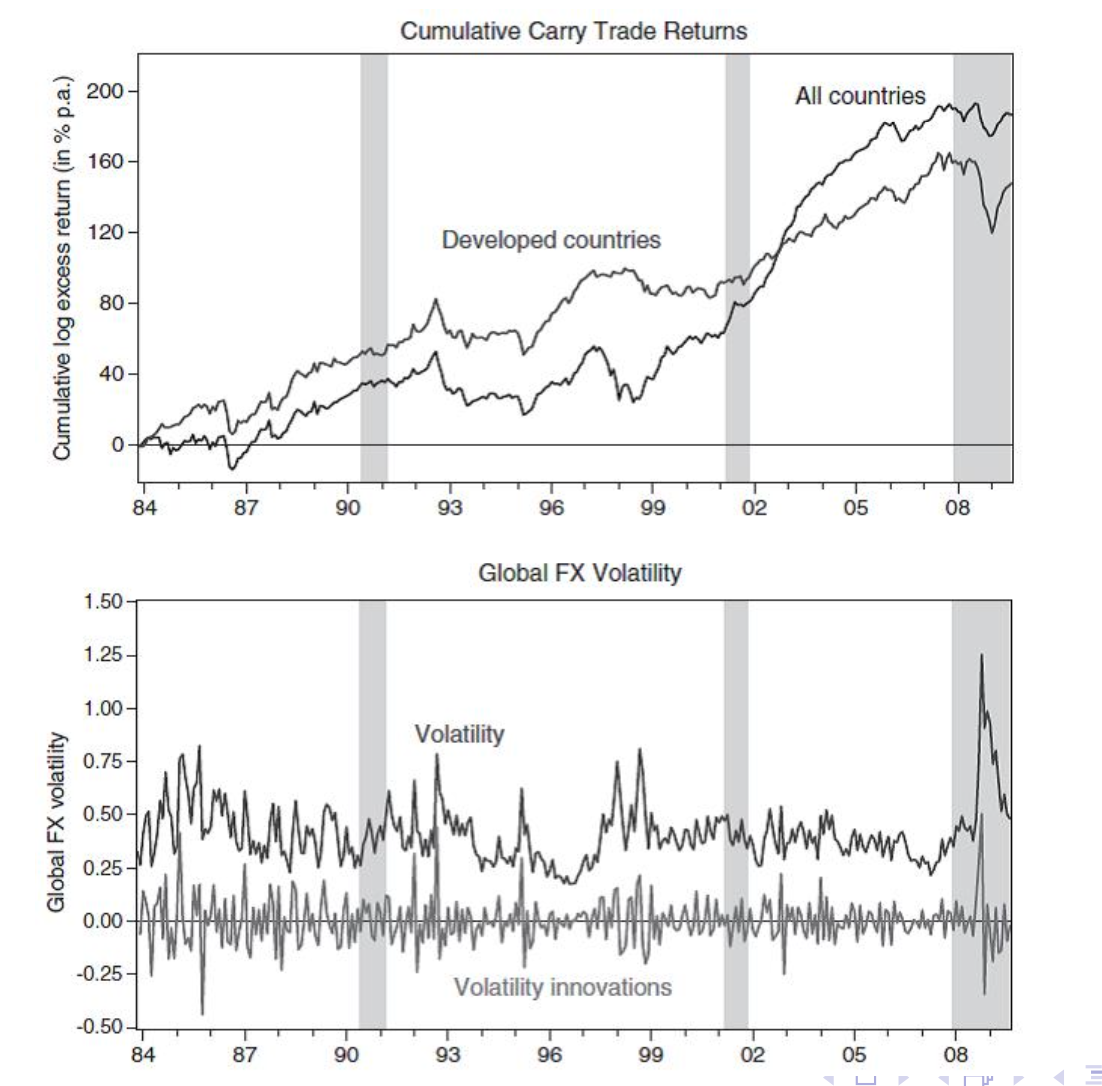 Cumulative Carry Trade Returns
Cumulative log excess return (in % p.a.)
200
160
120
80
40
0
All countries
Developed countries
84 87 90 93 96 99 02 05 08
Global FX Volatility
Global FX volatility
1.50
1.25
1.00
0.75
0.50
0.25
0.00
-0.25
-0.50
Volatility
Volatility innovations
84 87 90 93 96 99 02 05 08